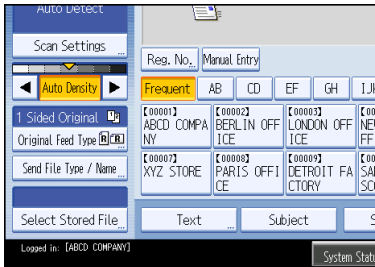 Auto Detect
Scan Settings
Reg. No.
Manual Entry
Auto Density
Frequent
AB
CD
EF
GH
1 Sided Original
Original Feed Type
[00001]
ABCD COMPA
NY
[00002]
BERLIN OFF
ICE
[00003]
LONDON OFF
ICE
Send File Type / Name
[00007]
XYZ STORE
[00008]
PARIS OFFI
CE
[00009]
DETROIT FA
CTORY
Select Stored File
Text
Subject
Logged in: [ABCD COMPANY]
System Statu